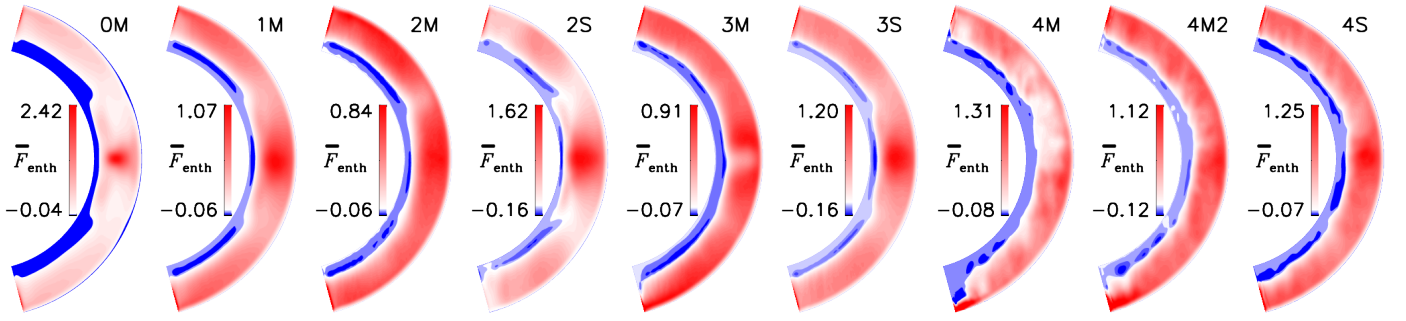 0M
2.42
F̅enth
−0.04
1M
1.07
F̅enth
−0.06
2M
0.84
F̅enth
−0.06
2S
1.62
F̅enth
−0.16
3M
0.91
F̅enth
−0.07
3S
1.20
F̅enth
−0.16
4M
1.31
F̅enth
−0.08
4M2
1.12
F̅enth
−0.12
4S
1.25
F̅enth
−0.07